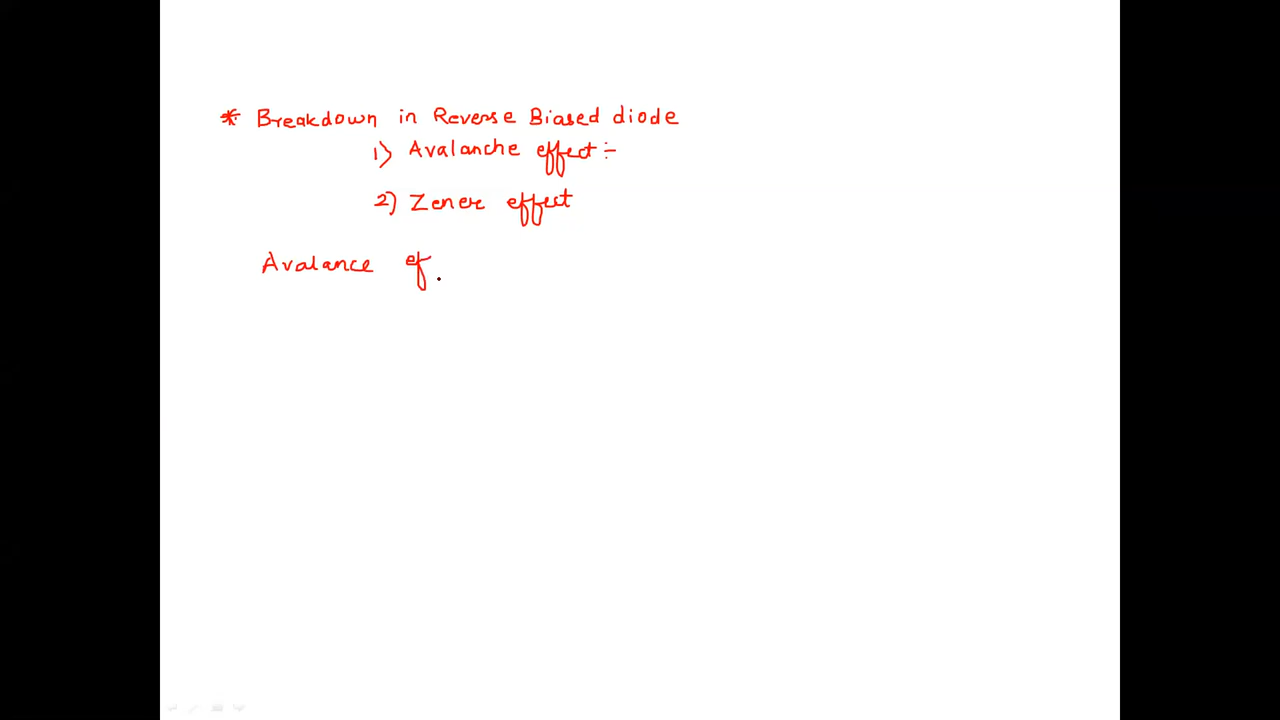 * Breakdown in Reverse Biased diode
1) Avalanche effect :-
2) Zener effect
Avalance ef